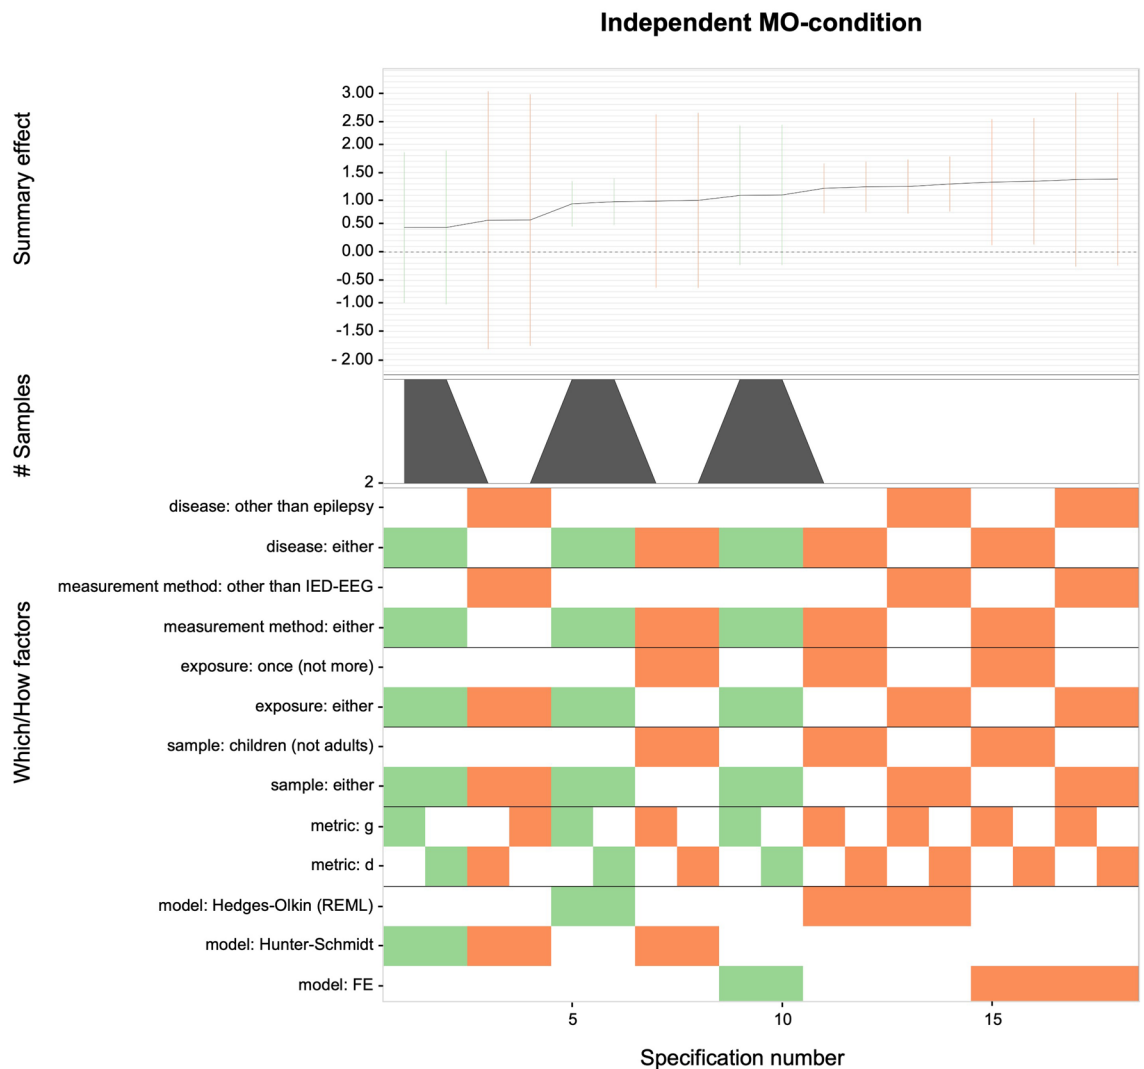 Independent MO-condition
Summary effect
3.00
2.50
2.00
1.50
1.00
0.50
0.00
-0.50
-1.00
-1.50
- 2.00
# Samples
2
Which/How factors
disease: other than epilepsy
disease: either
measurement method: other than IED-EEG
measurement method: either
exposure: once (not more)
exposure: either
sample: children (not adults)
sample: either
metric: g
metric: d
model: Hedges-Olkin (REML)
model: Hunter-Schmidt
model: FE
5 10 15
Specification number